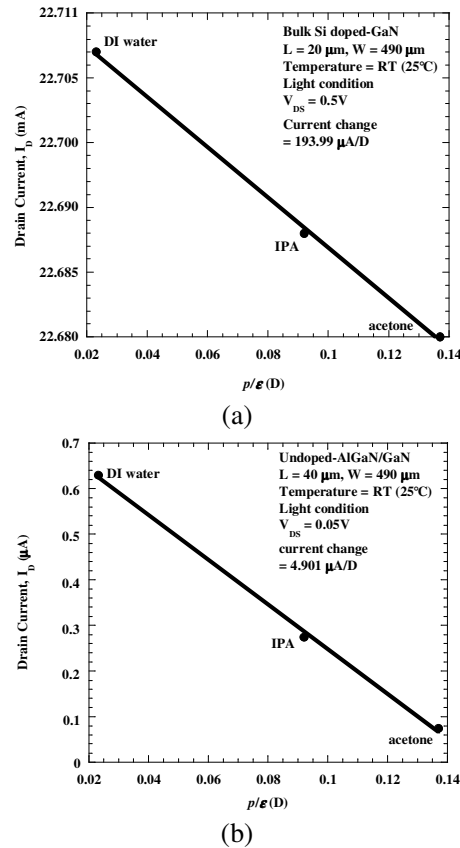 22.711
22.707
22.700
22.690
22.685
22.680
Drain Current, I_D (mA)
DI water
IPA
acetone
Bulk Si doped-GaN
L = 20 μm, W = 490 μm
Temperature = RT (25℃)
Light condition
V_DS = 0.5V
Current change
= 193.99 μA/D
0.02 0.04 0.06 0.08 0.1 0.12 0.14
p/ε (D)
(a)
0.7
0.6
0.5
0.4
0.3
0.2
0.1
0
Drain Current, I_D (μA)
DI water
IPA
acetone
Undoped-AlGaN/GaN
L = 40 μm, W = 490 μm
Temperature = RT (25℃)
Light condition
V_DS = 0.05V
current change
= 4.901 μA/D
0.02 0.04 0.06 0.08 0.1 0.12 0.14
p/ε (D)
(b)